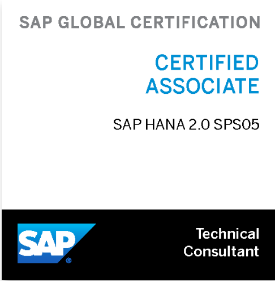 SAP GLOBAL CERTIFICATION
CERTIFIED
ASSOCIATE
SAP HANA 2.0 SPS05
SAP®
Technical
Consultant